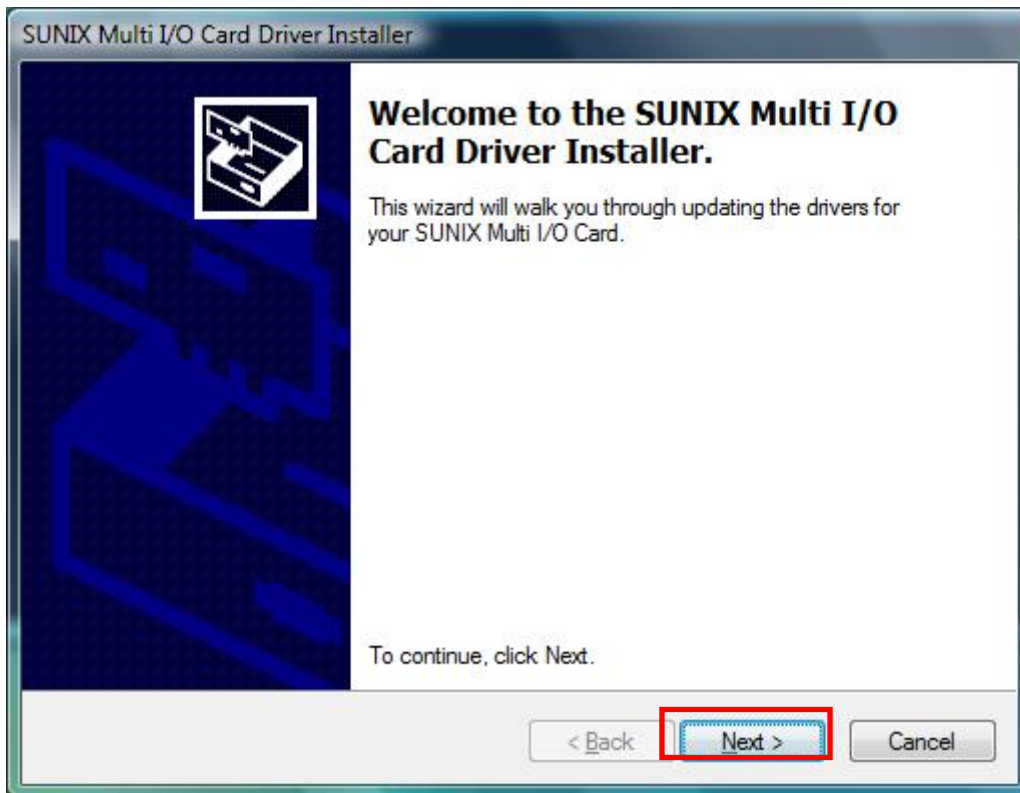 SUNIX Multi I/O Card Driver Installer
Welcome to the SUNIX Multi I/O
Card Driver Installer.
This wizard will walk you through updating the drivers for
your SUNIX Multi I/O Card.
To continue, click Next.
< Back Next > Cancel